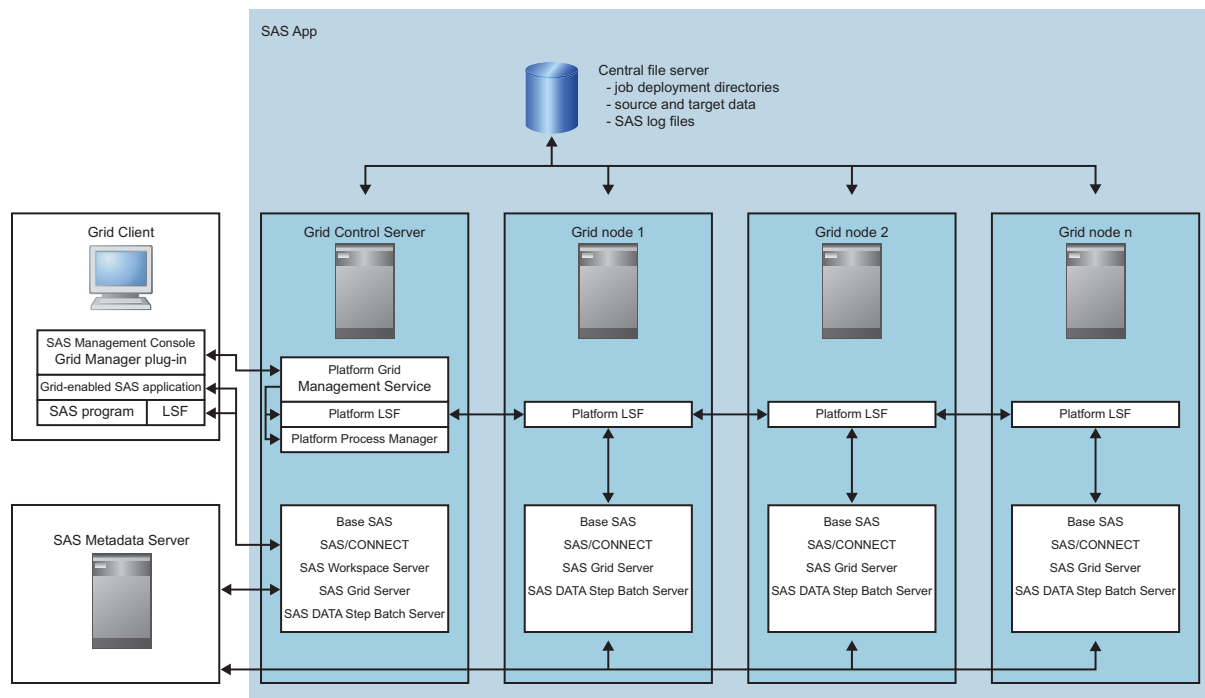 SAS App
Central file server
- job deployment directories
- source and target data
- SAS log files
Grid Client
SAS Management Console
Grid Manager plug-in
Grid-enabled SAS application
SAS program
LSF
SAS Metadata Server
Grid Control Server
Platform Grid
Management Service
Platform LSF
Platform Process Manager
Base SAS
SAS/CONNECT
SAS Workspace Server
SAS Grid Server
SAS DATA Step Batch Server
Grid node 1
Platform LSF
Base SAS
SAS/CONNECT
SAS Grid Server
SAS DATA Step Batch Server
Grid node 2
Platform LSF
Base SAS
SAS/CONNECT
SAS Grid Server
SAS DATA Step Batch Server
Grid node n
Platform LSF
Base SAS
SAS/CONNECT
SAS Grid Server
SAS DATA Step Batch Server